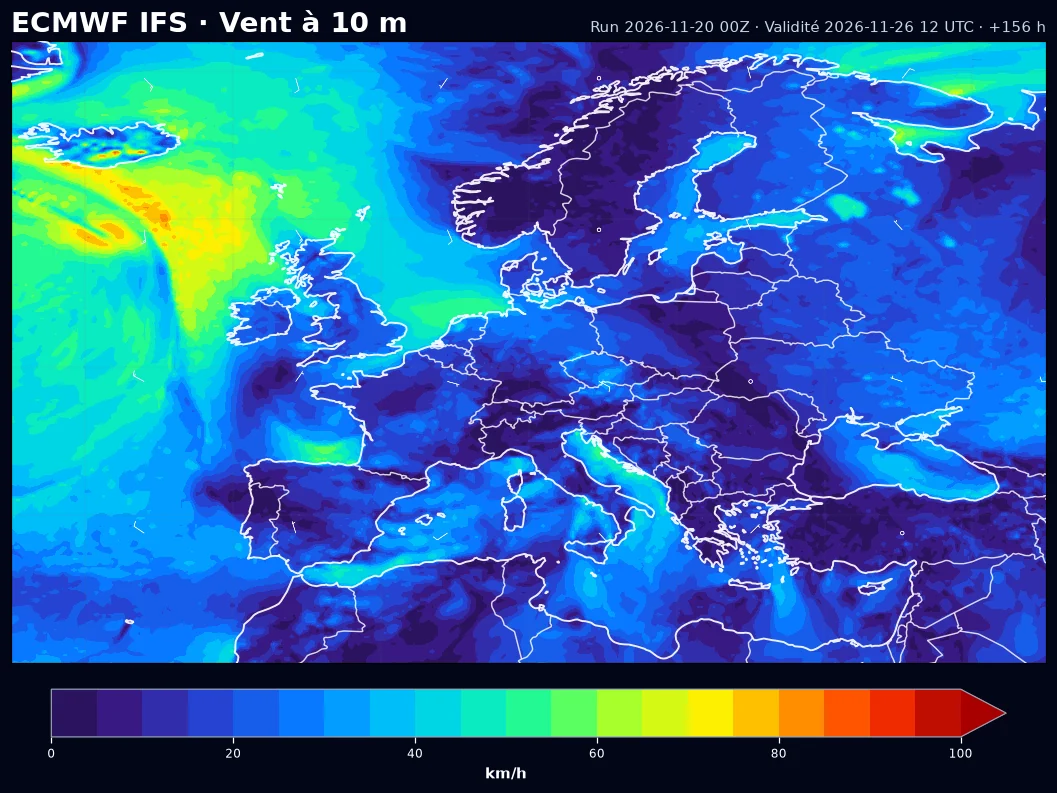 ECMWF IFS · Vent à 10 m
Run 2026-11-20 00Z · Validité 2026-11-26 12 UTC · +156 h
0 20 40 60 80 100
km/h